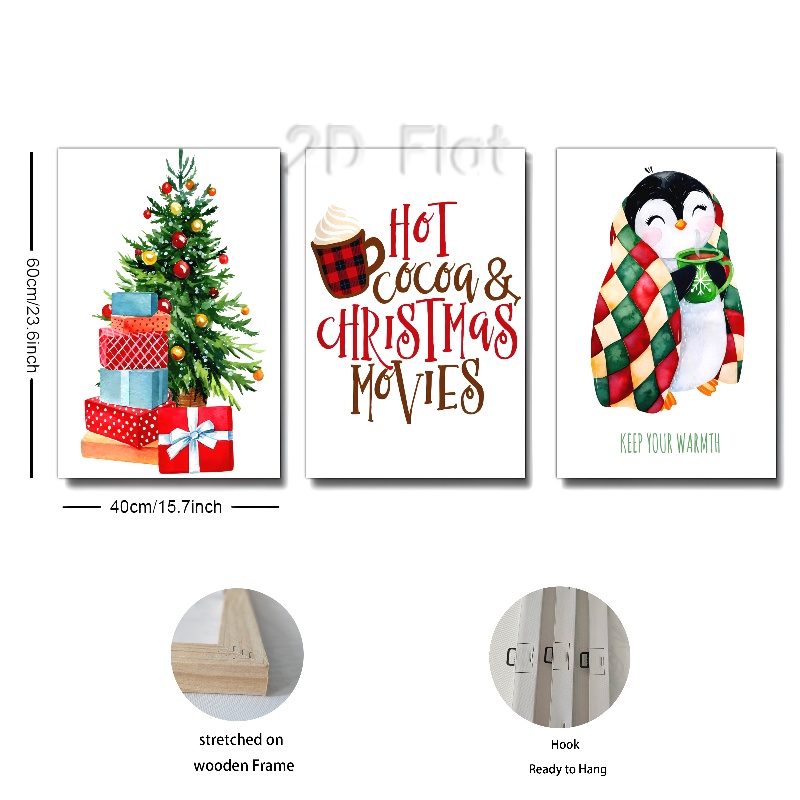 2D Flat
60cm/23.6inch
HOT
COCOA &
CHRISTMAS
MOVIES
KEEP YOUR WARMTH
40cm/15.7inch
stretched on
wooden Frame
Hook
Ready to Hang